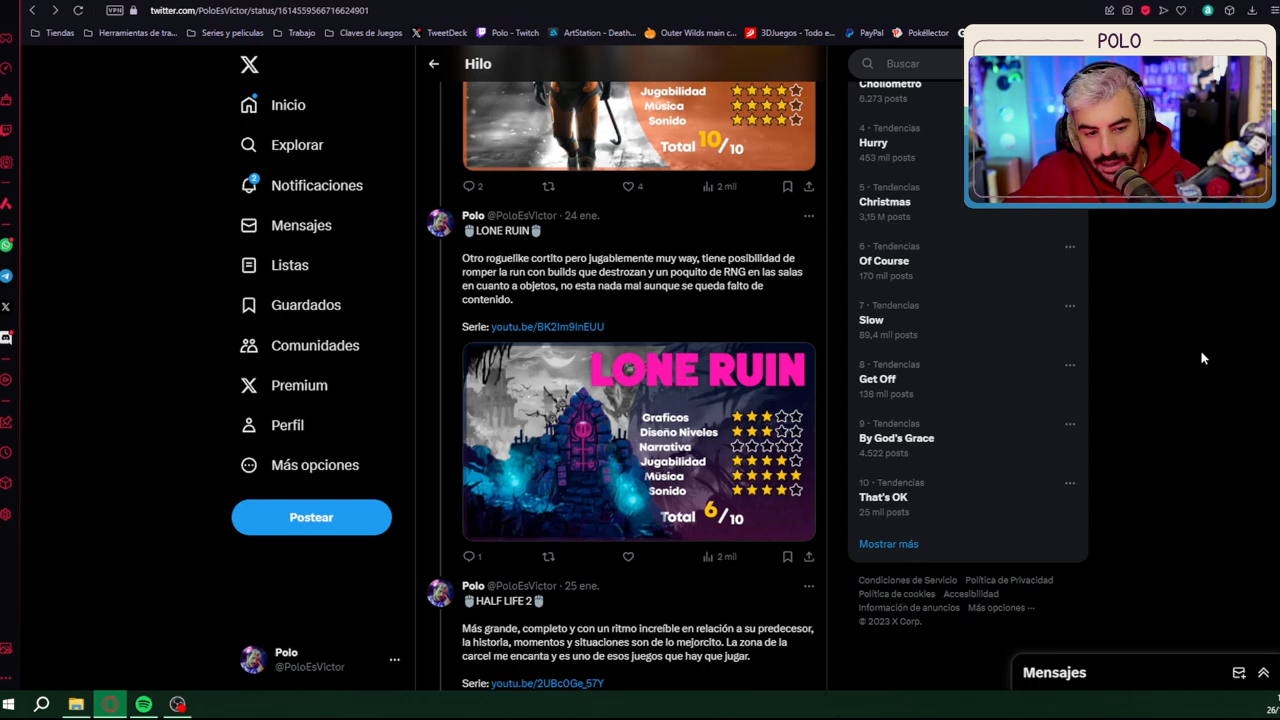 twitter.com/PoloEsVictor/status/1614559566716624901
VPN
Tiendas
Herramientas de tra...
Series y peliculas
Trabajo
Claves de Juegos
TweetDeck
Polo - Twitch
ArtStation - Death...
Outer Wilds main c...
3DJuegos - Todo e...
PayPal
Pokéllector
POLO
Inicio
Explorar
Notificaciones
2
Mensajes
Listas
Guardados
Comunidades
Premium
Perfil
Más opciones
Postear
Polo
@PoloEsVictor
Hilo
Jugabilidad
Música
Sonido
Total 10/10
2
4
2 mil
Polo @PoloEsVictor · 24 ene.
LONE RUIN
Otro roguelike cortito pero jugablemente muy way, tiene posibilidad de
romper la run con builds que destrozan y un poquito de RNG en las salas
en cuanto a objetos, no esta nada mal aunque se queda falto de
contenido.
Serie: youtu.be/BK2Im9InEUU
LONE RUIN
Graficos
Diseño Niveles
Narrativa
Jugabilidad
Música
Sonido
Total 6/10
1
2 mil
Polo @PoloEsVictor · 25 ene.
HALF LIFE 2
Más grande, completo y con un ritmo increíble en relación a su predecesor,
la historia, momentos y situaciones son de lo mejorcito. La zona de la
carcel me encanta y es uno de esos juegos que hay que jugar.
Serie: youtu.be/2UBc0Ge_57Y
Buscar
Chollometro
6.273 posts
4 · Tendencias
Hurry
453 mil posts
5 · Tendencias
Christmas
3,15 M posts
6 · Tendencias
Of Course
170 mil posts
7 · Tendencias
Slow
89,4 mil posts
8 · Tendencias
Get Off
138 mil posts
9 · Tendencias
By God's Grace
4.522 posts
10 · Tendencias
That's OK
25 mil posts
Mostrar más
Condiciones de Servicio Política de Privacidad
Política de cookies Accesibilidad
Información de anuncios Más opciones ···
© 2023 X Corp.
Mensajes